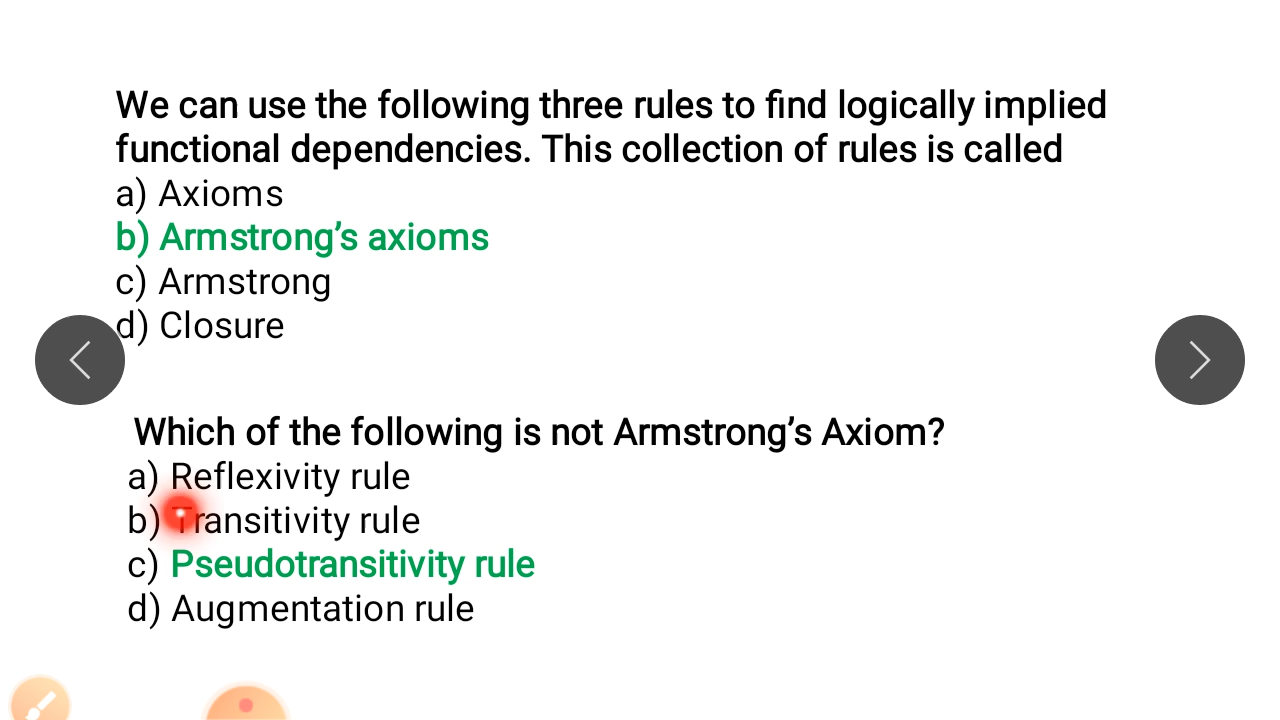 We can use the following three rules to find logically implied
functional dependencies. This collection of rules is called
a) Axioms
b) Armstrong’s axioms
c) Armstrong
d) Closure
Which of the following is not Armstrong’s Axiom?
a) Reflexivity rule
b) Transitivity rule
c) Pseudotransitivity rule
d) Augmentation rule